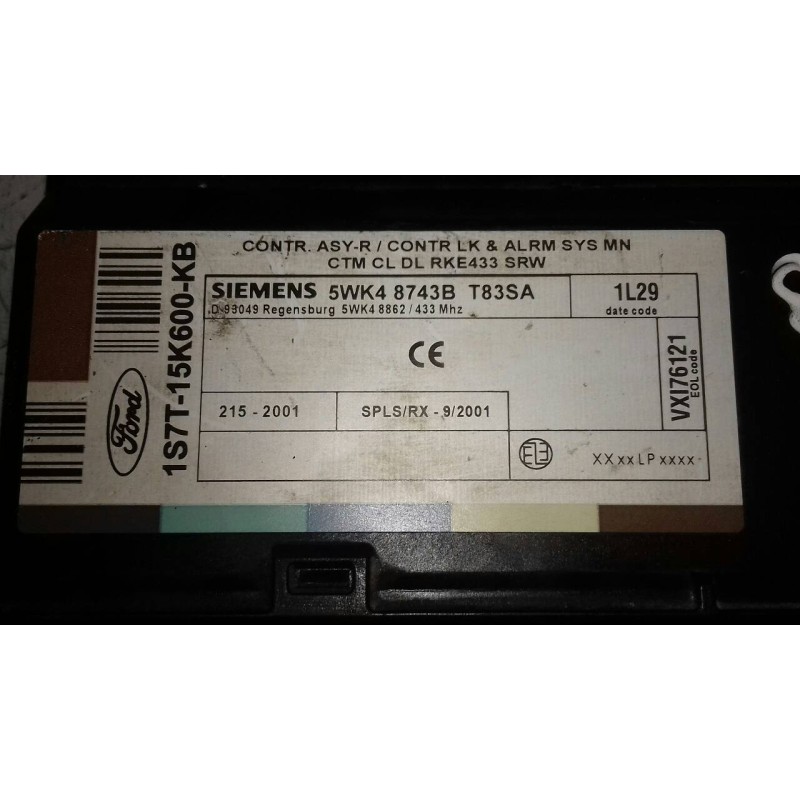 CONTR. ASY-R / CONTR LK & ALRM SYS MN
CTM CL DL RKE433 SRW
SIEMENS 5WK4 8743B T83SA
D-93049 Regensburg 5WK4 8862 / 433 Mhz
1L29
date code
CE
VXI76121
EOL code
215 - 2001
SPLS/RX - 9/2001
XX xx LP xxxx
Ford
1S7T-15K600-KB